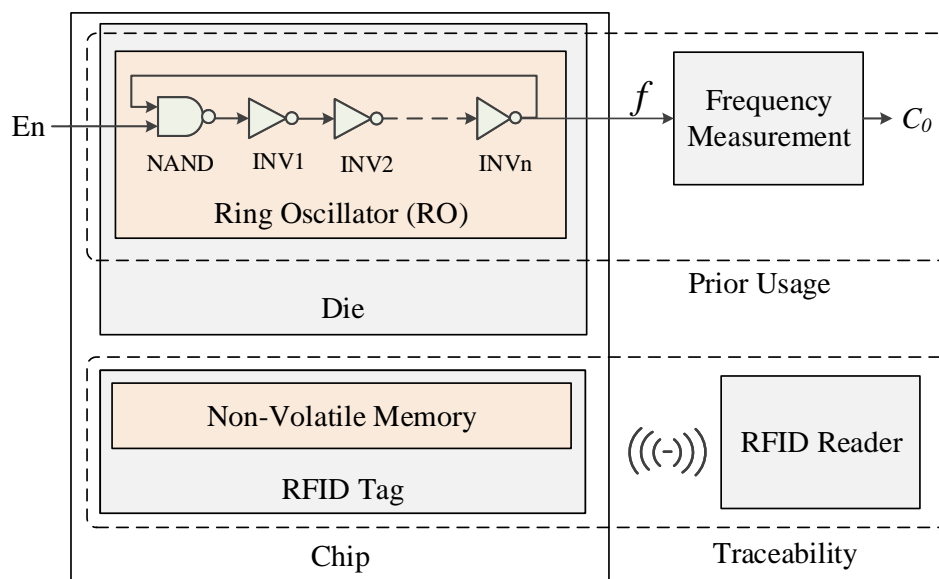 En
NAND
INV1
INV2
INVn
Ring Oscillator (RO)
Die
f
Frequency
Measurement
C0
Prior Usage
Non-Volatile Memory
RFID Tag
Chip
RFID Reader
Traceability